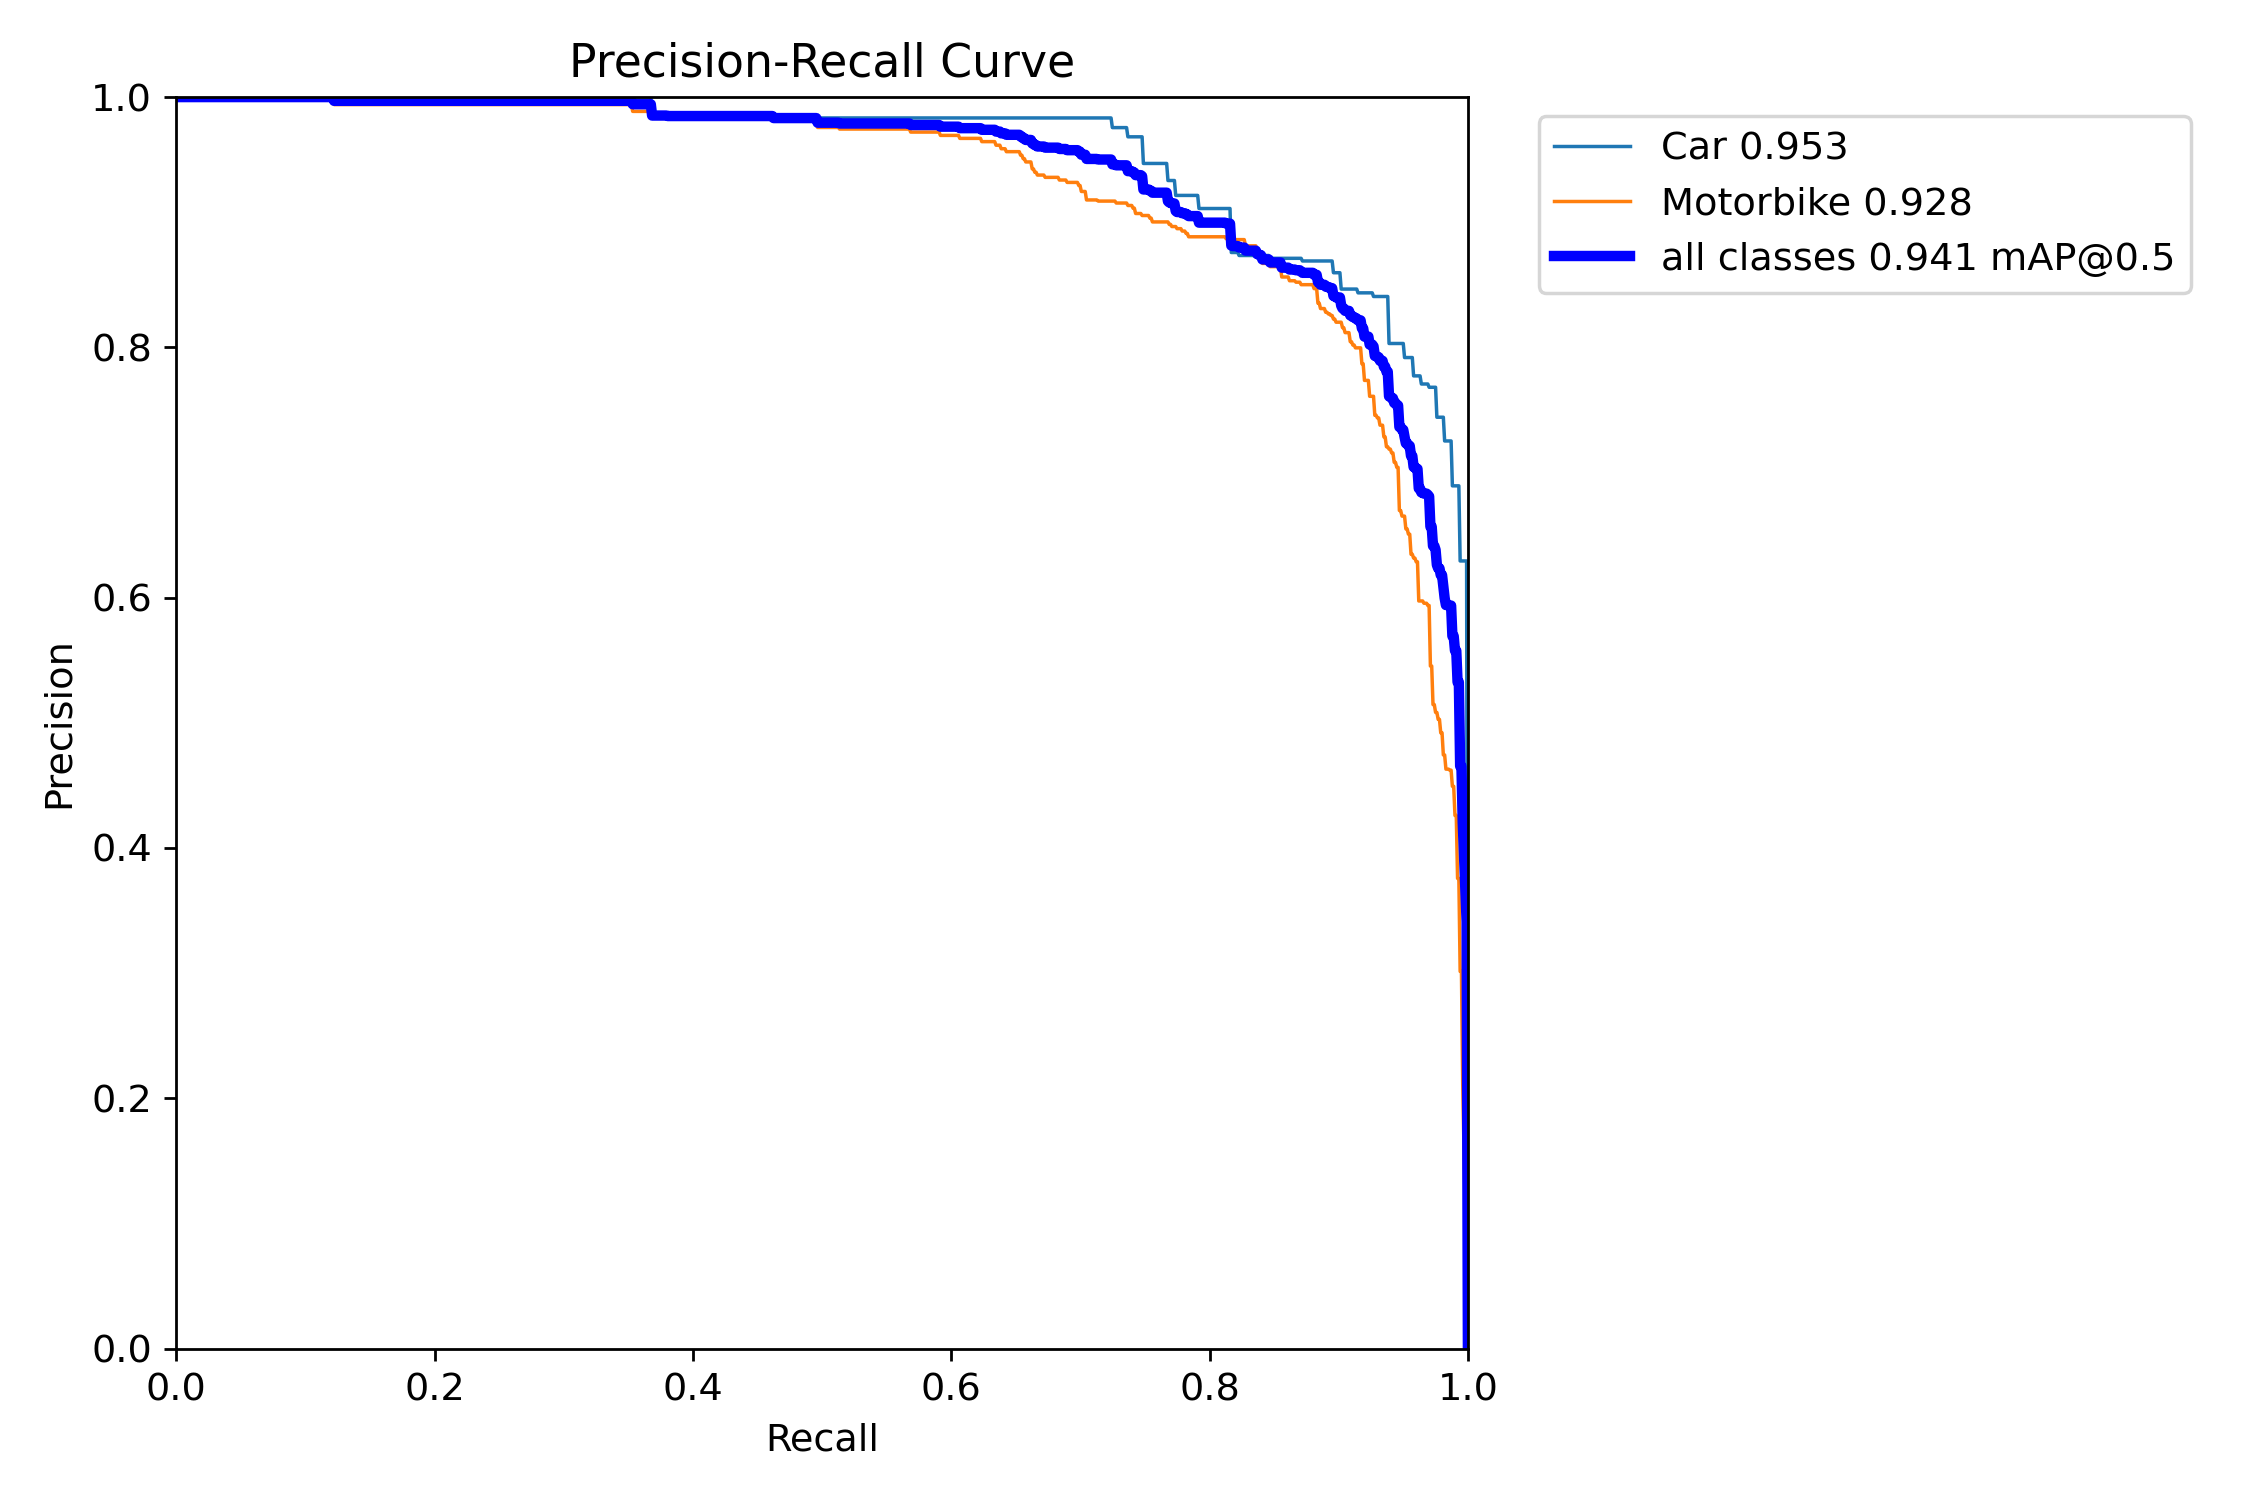 Precision-Recall Curve
Car 0.953
Motorbike 0.928
all classes 0.941 mAP@0.5
1.0
0.8
0.6
0.4
0.2
0.0
Precision
0.0 0.2 0.4 0.6 0.8 1.0
Recall